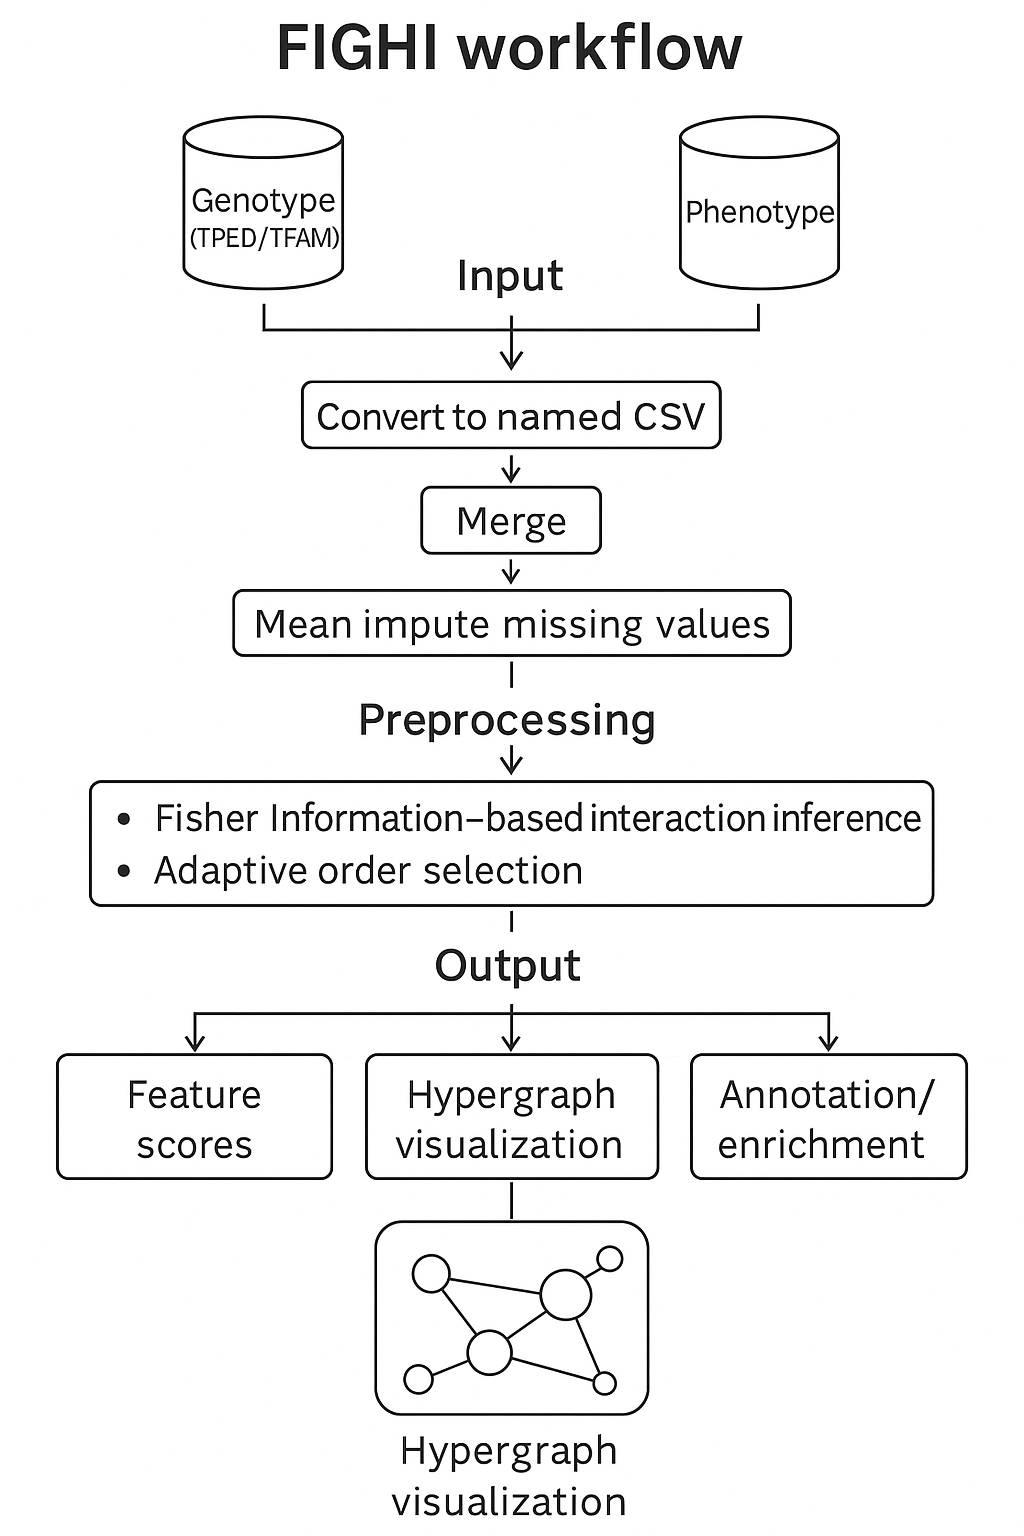 FIGHI workflow
Genotype
(TPED/TFAM)
Phenotype
Input
Convert to named CSV
Merge
Mean impute missing values
Preprocessing
• Fisher Information–based interaction inference
• Adaptive order selection
Output
Feature
scores
Hypergraph
visualization
Annotation/
enrichment
Hypergraph
visualization